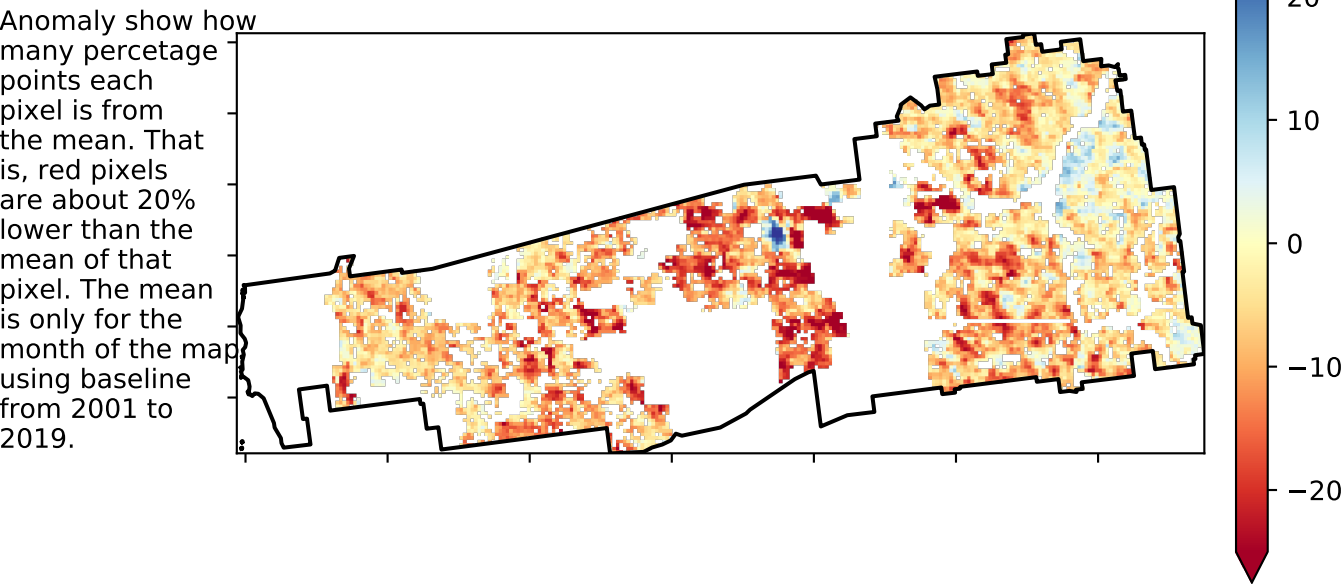 Anomaly show how
many percetage
points each
pixel is from
the mean. That
is, red pixels
are about 20%
lower than the
mean of that
pixel. The mean
is only for the
month of the map
using baseline
from 2001 to
2019.
20
10
0
−10
−20